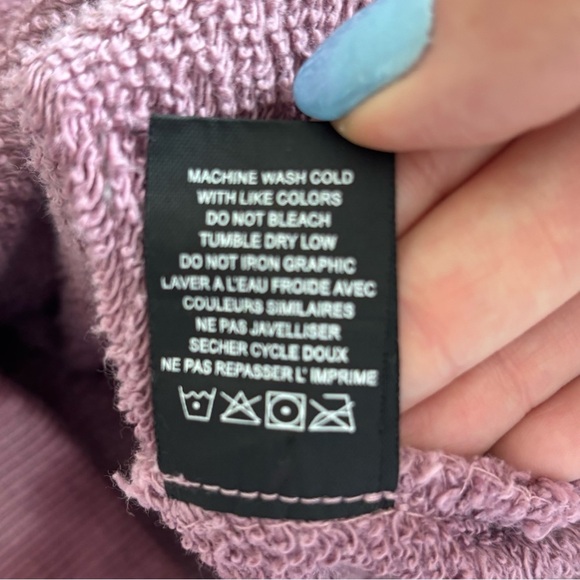 MACHINE WASH COLD
WITH LIKE COLORS
DO NOT BLEACH
TUMBLE DRY LOW
DO NOT IRON GRAPHIC
LAVER A L'EAU FROIDE AVEC
COULEURS SIMILAIRES
NE PAS JAVELLISER
SECHER CYCLE DOUX
NE PAS REPASSER L' IMPRIME